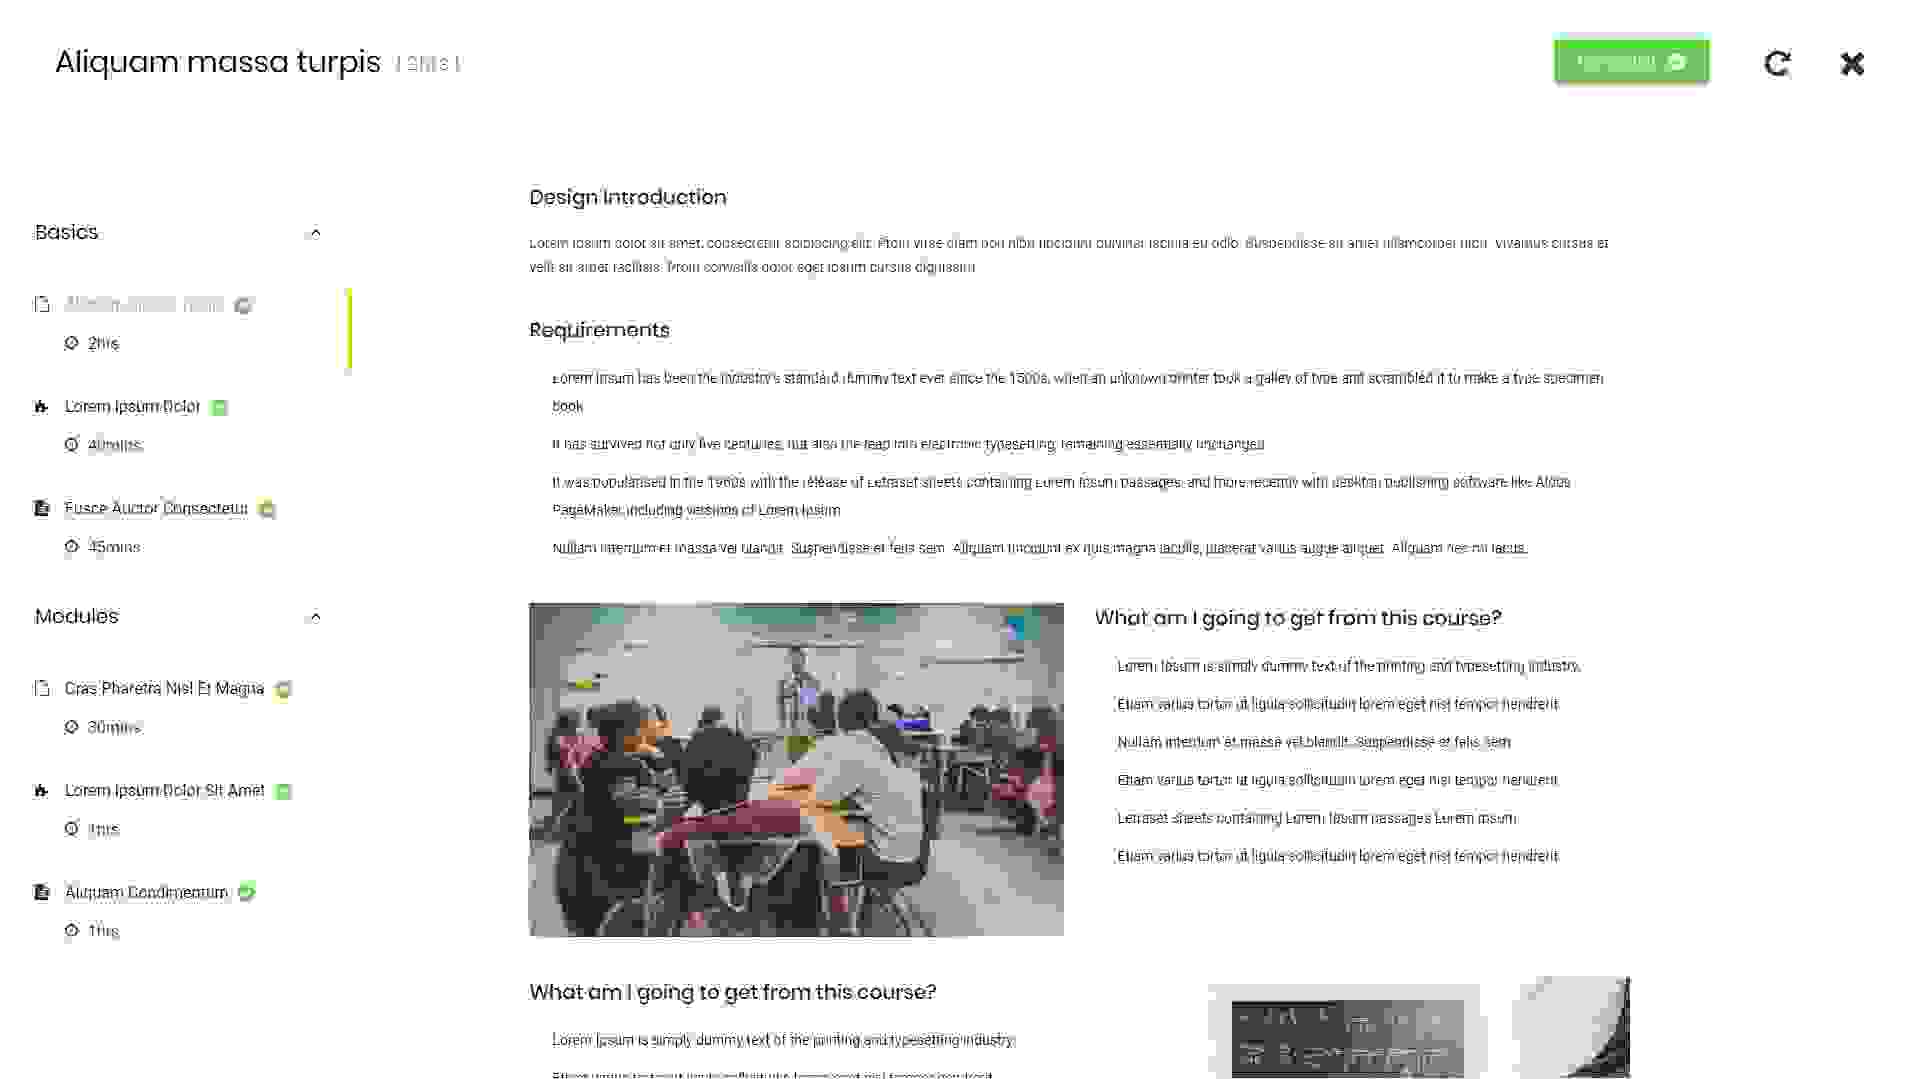 Aliquam massa turpis
Design Introduction
Basics
Lorem ipsum dolor sit amet, consectetur adipiscing elit. Proin vitae diam non nibh tincidunt pulvinar lacinia eu odio. Suspendisse sit amet ullamcorper nibh. Vivamus cursus at
velit sit amet facilisis. Proin convallis dolor eget ipsum cursus dignissim.
Requirements
2hrs
Lorem Ipsum has been the industry's standard dummy text ever since the 1500s, when an unknown printer took a galley of type and scrambled it to make a type specimen
book
Lorem Ipsum Dolor
40mins
It has survived not only five centuries, but also the leap into electronic typesetting, remaining essentially unchanged.
It was popularised in the 1960s with the release of Letraset sheets containing Lorem Ipsum passages, and more recently with desktop publishing software like Aldus
PageMaker including versions of Lorem Ipsum
Fusce Auctor Consectetur
45mins
Nullam interdum et massa vel blandit. Suspendisse et felis sem. Aliquam tincidunt ex quis magna iaculis, placerat varius augue aliquet. Aliquam nec mi lacus.
Modules
What am I going to get from this course?
Lorem Ipsum is simply dummy text of the printing and typesetting industry.
Cras Pharetra Nisl Et Magna
30mins
Etiam varius tortor ut ligula sollicitudin lorem eget nisl tempor hendrerit
Nullam interdum et massa vel blandit. Suspendisse et felis sem
Etiam varius tortor ut ligula sollicitudin lorem eget nisl tempor hendrerit
Lorem Ipsum Dolor Sit Amet
1hrs
Letraset sheets containing Lorem Ipsum passages Lorem ipsum
Etiam varius tortor ut ligula sollicitudin lorem eget nisl tempor hendrerit
Aliquam Condimentum
1hrs
What am I going to get from this course?
Lorem Ipsum is simply dummy text of the printing and typesetting industry.